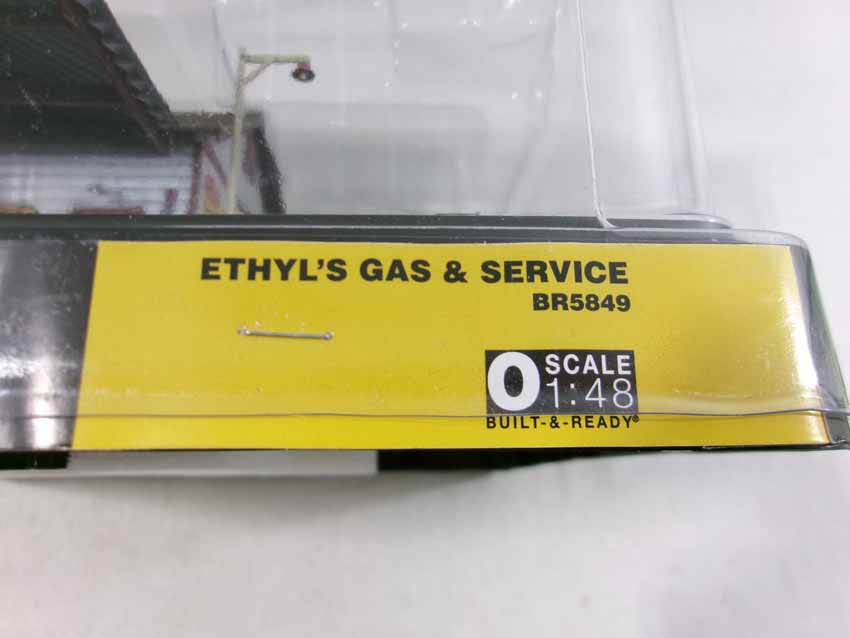 ETHYL'S GAS & SERVICE
BR5849
O SCALE
1:48
BUILT-&-READY®